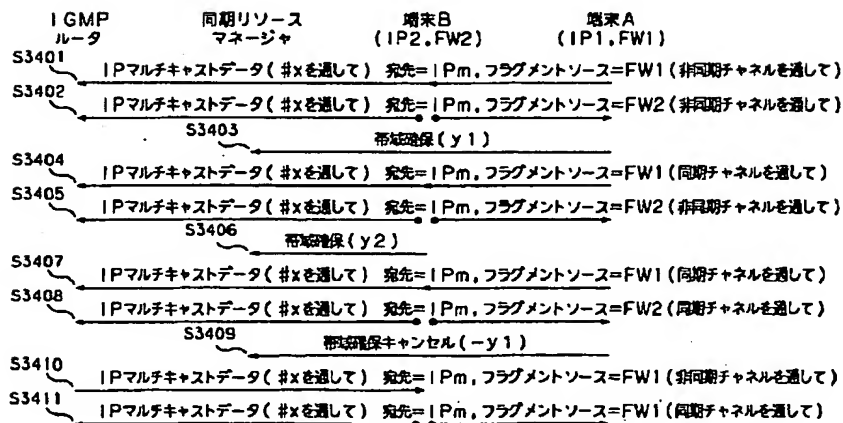 IGMP 同期リソース 端末B 端末A
ルータ マネージャ (IP2.FW2) (IP1.FW1)
S3401
IPマルチキャストデータ(#xを通して) 宛先=IPm,フラグメントソース=FW1(非同期チャネルを通して)
S3402
IPマルチキャストデータ(#xを通して) 宛先=IPm,フラグメントソース=FW2(非同期チャネルを通して)
S3403
帯域確保(y1)
S3404
IPマルチキャストデータ(#xを通して) 宛先=IPm,フラグメントソース=FW1(同期チャネルを通して)
S3405
IPマルチキャストデータ(#xを通して) 宛先=IPm,フラグメントソース=FW2(非同期チャネルを通して)
S3406
帯域確保(y2)
S3407
IPマルチキャストデータ(#xを通して) 宛先=IPm,フラグメントソース=FW1(同期チャネルを通して)
S3408
IPマルチキャストデータ(#xを通して) 宛先=IPm,フラグメントソース=FW2(同期チャネルを通して)
S3409
帯域確保キャンセル(-y1)
S3410
IPマルチキャストデータ(#xを通して) 宛先=IPm,フラグメントソース=FW1(非同期チャネルを通して)
S3411
IPマルチキャストデータ(#xを通して) 宛先=IPm,フラグメントソース=FW1(同期チャネルを通して)